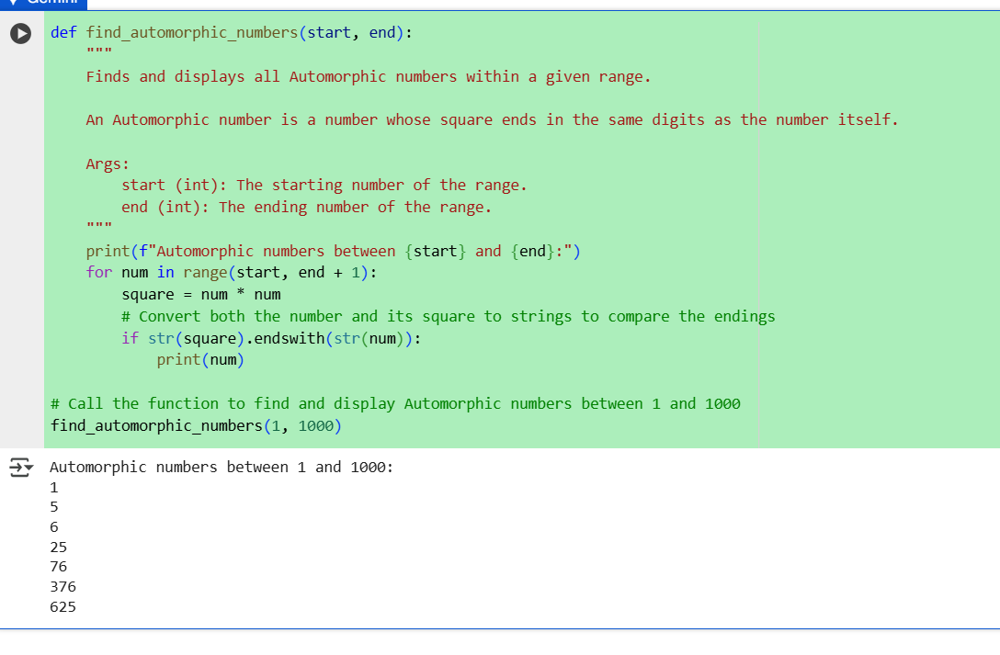 Gemini
def find_automorphic_numbers(start, end):
    """
    Finds and displays all Automorphic numbers within a given range.

    An Automorphic number is a number whose square ends in the same digits as the number itself.

    Args:
        start (int): The starting number of the range.
        end (int): The ending number of the range.
    """
    print(f"Automorphic numbers between {start} and {end}:")
    for num in range(start, end + 1):
        square = num * num
        # Convert both the number and its square to strings to compare the endings
        if str(square).endswith(str(num)):
            print(num)

# Call the function to find and display Automorphic numbers between 1 and 1000
find_automorphic_numbers(1, 1000)
Automorphic numbers between 1 and 1000:
1
5
6
25
76
376
625